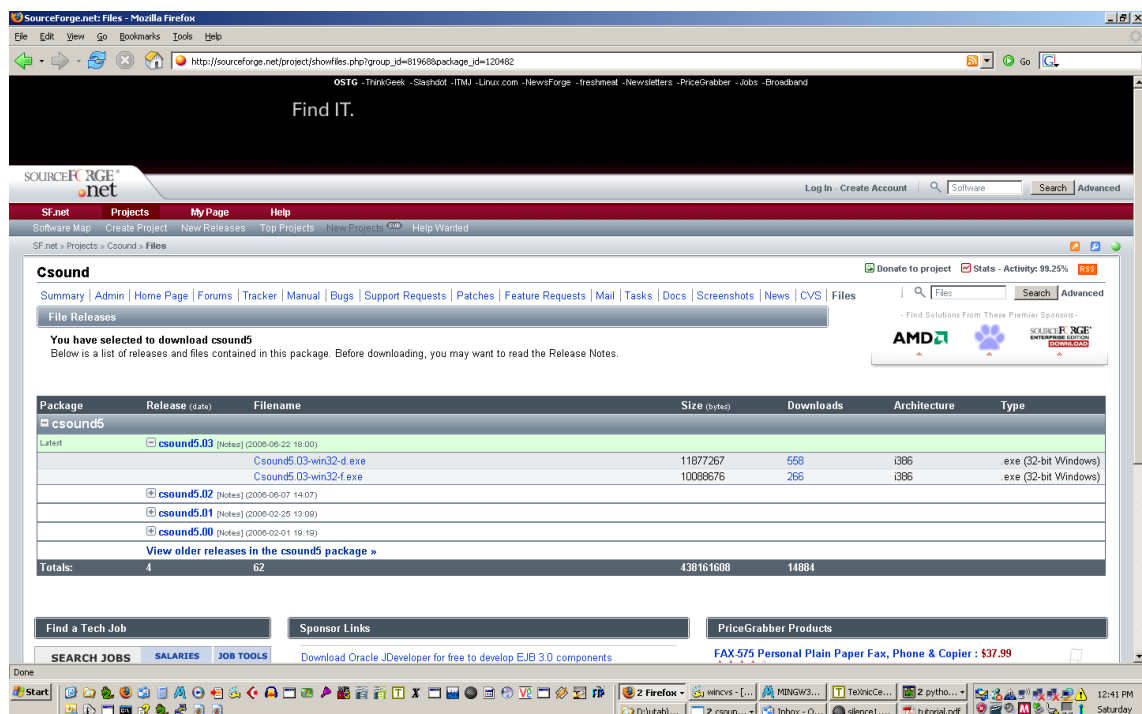 SourceForge.net: Files - Mozilla Firefox
File Edit View Go Bookmarks Tools Help
http://sourceforge.net/project/showfiles.php?group_id=81968&package_id=120482
Go
OSTG - ThinkGeek - Slashdot - ITMJ - Linux.com - NewsForge - freshmeat - Newsletters - PriceGrabber - Jobs - Broadband
Find IT.
SOURCEFORGE
.net
Log In - Create Account
Software
Search
Advanced
SF.net Projects My Page Help
Software Map Create Project New Releases Top Projects New Projects SUB Help Wanted
SF.net » Projects » Csound » Files
Csound
Donate to project Stats - Activity: 99.25% RSS
Summary | Admin | Home Page | Forums | Tracker | Manual | Bugs | Support Requests | Patches | Feature Requests | Mail | Tasks | Docs | Screenshots | News | CVS | Files
Files
Search
Advanced
File Releases
- Find Solutions From These Premier Sponsors -
You have selected to download csound5
Below is a list of releases and files contained in this package. Before downloading, you may want to read the Release Notes.
AMD
SOURCEFORGE
ENTERPRISE EDITION
DOWNLOAD
Package Release (date) Filename Size (bytes) Downloads Architecture Type
csound5
Latest csound5.03 [Notes] (2006-06-22 18:00)
Csound5.03-win32-d.exe 11877267 558 i386 .exe (32-bit Windows)
Csound5.03-win32-f.exe 10088676 266 i386 .exe (32-bit Windows)
csound5.02 [Notes] (2006-06-07 14:07)
csound5.01 [Notes] (2006-02-25 13:09)
csound5.00 [Notes] (2006-02-01 19:19)
View older releases in the csound5 package »
Totals: 4 62 438161608 14884
Find a Tech Job
Sponsor Links
PriceGrabber Products
SEARCH JOBS SALARIES JOB TOOLS
Download Oracle JDeveloper for free to develop EJB 3.0 components
FAX-575 Personal Plain Paper Fax, Phone & Copier : $37.99
Done
Start
2 Firefox
wincvs - [...
MINGW3...
TeXnicCe...
2 pytho...
12:41 PM
D:\utah\...
2 csoun...
Inbox - O...
silence1....
tutorial.pdf
Saturday